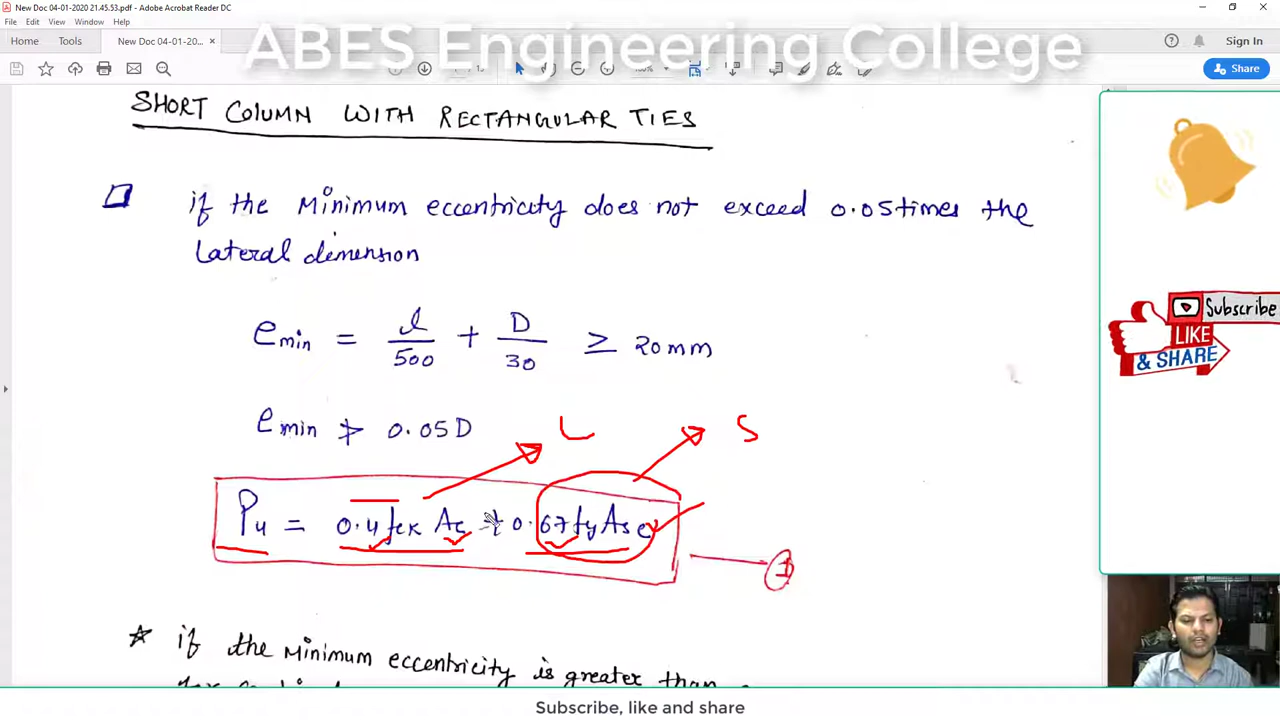 New Doc 04-01-2020 21.45.53.pdf - Adobe Acrobat Reader DC
File Edit View Window Help
Home Tools New Doc 04-01-20... × Sign In
ABES Engineering College
Share
SHORT COLUMN WITH RECTANGULAR TIES
if the Minimum eccentricity does not exceed 0.05 times the
Lateral dimension
emin = l/500 + D/30 ≥ 20mm
emin ≯ 0.05D
L
S
Pu = 0.4 fck Ac + 0.67 fy Asc
1
if the minimum eccentricity is greater than
Subscribe
LIKE
& SHARE
Subscribe, like and share